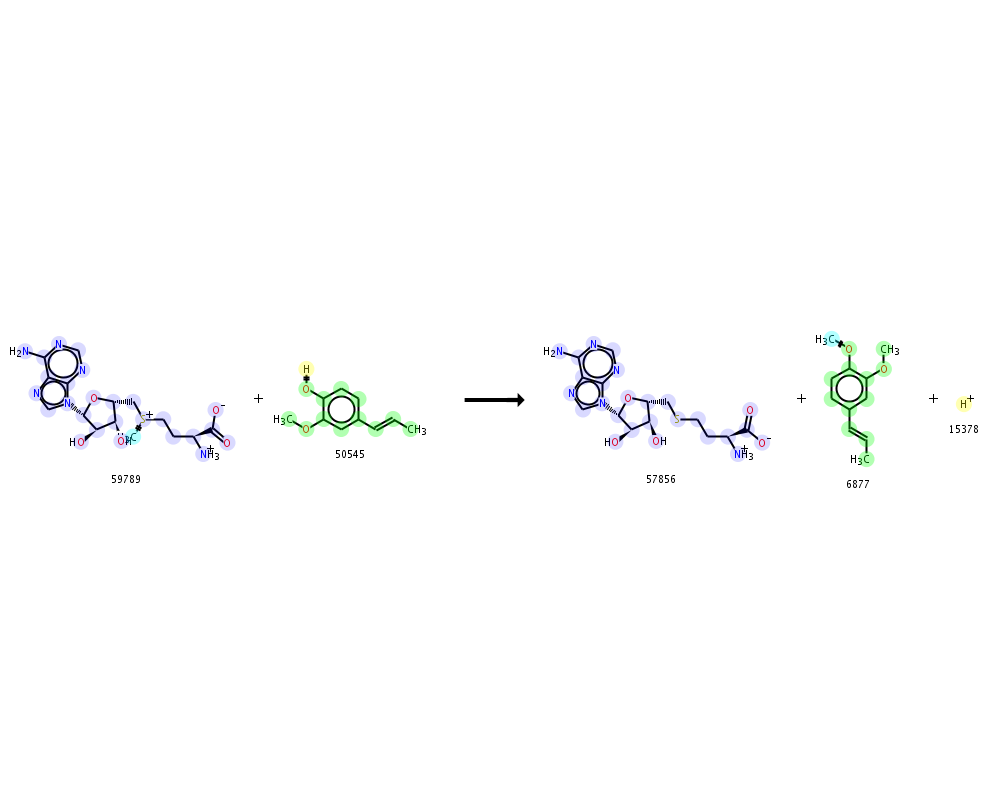 H₂N N N N N O S⁺ O⁻ O HO OH H₃C NH₃⁺
59789
+
H O H₃C O CH₃
50545
H₂N N N N N O S O O⁻ HO OH NH₃⁺
57856
+
H₃C O CH₃ O H₃C
6877
+
H⁺
15378